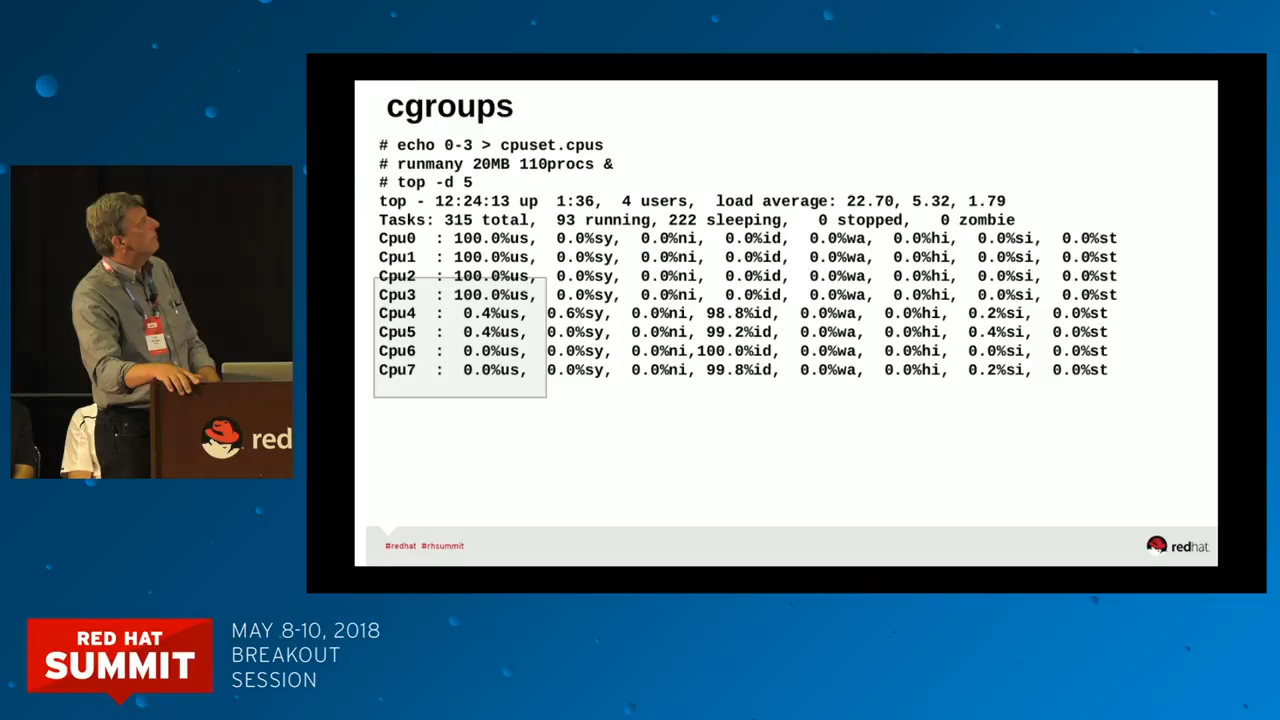 cgroups
# echo 0-3 > cpuset.cpus
# runmany 20MB 110procs &
# top -d 5
top - 12:24:13 up  1:36,  4 users,  load average: 22.70, 5.32, 1.79
Tasks: 315 total,  93 running, 222 sleeping,   0 stopped,   0 zombie
Cpu0  : 100.0%us,  0.0%sy,  0.0%ni,  0.0%id,  0.0%wa,  0.0%hi,  0.0%si,  0.0%st
Cpu1  : 100.0%us,  0.0%sy,  0.0%ni,  0.0%id,  0.0%wa,  0.0%hi,  0.0%si,  0.0%st
Cpu2  : 100.0%us,  0.0%sy,  0.0%ni,  0.0%id,  0.0%wa,  0.0%hi,  0.0%si,  0.0%st
Cpu3  : 100.0%us,  0.0%sy,  0.0%ni,  0.0%id,  0.0%wa,  0.0%hi,  0.0%si,  0.0%st
Cpu4  :  0.4%us,  0.6%sy,  0.0%ni, 98.8%id,  0.0%wa,  0.0%hi,  0.2%si,  0.0%st
Cpu5  :  0.4%us,  0.0%sy,  0.0%ni, 99.2%id,  0.0%wa,  0.0%hi,  0.4%si,  0.0%st
Cpu6  :  0.0%us,  0.0%sy,  0.0%ni,100.0%id,  0.0%wa,  0.0%hi,  0.0%si,  0.0%st
Cpu7  :  0.0%us,  0.0%sy,  0.0%ni, 99.8%id,  0.0%wa,  0.0%hi,  0.2%si,  0.0%st
#redhat #rhsummit
redhat.
red
RED HAT
SUMMIT
MAY 8-10, 2018
BREAKOUT
SESSION